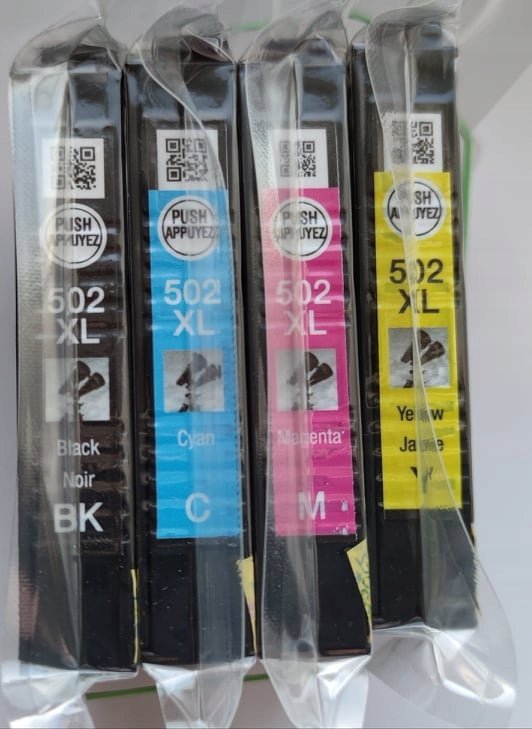 PUSH
APPUYEZ
502
XL
Black
Noir
BK
PUSH
APPUYEZ
502
XL
Cyan
C
PUSH
APPUYEZ
502
XL
Magenta
M
PUSH
APPUYEZ
502
XL
Yellow
Jaune
Y